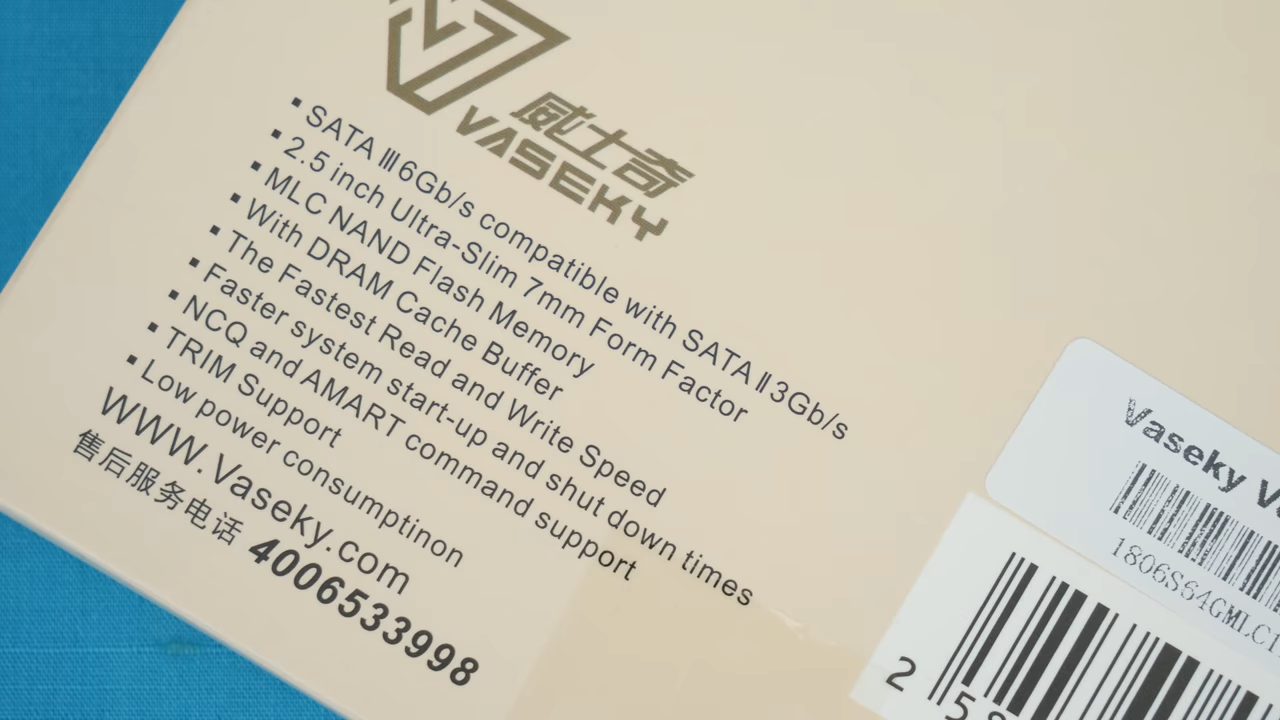 威士奇
VASEKY
▪ SATA III 6Gb/s compatible with SATA II 3Gb/s
▪ 2.5 inch Ultra-Slim 7mm Form Factor
▪ MLC NAND Flash Memory
▪ With DRAM Cache Buffer
▪ The Fastest Read and Write Speed
▪ Faster system start-up and shut down times
▪ NCQ and AMART command support
▪ TRIM Support
▪ Low power consumptinon
WWW.Vaseky.com
售后服务电话 4006533998
Vaseky
1806S64GMLC1
2 5